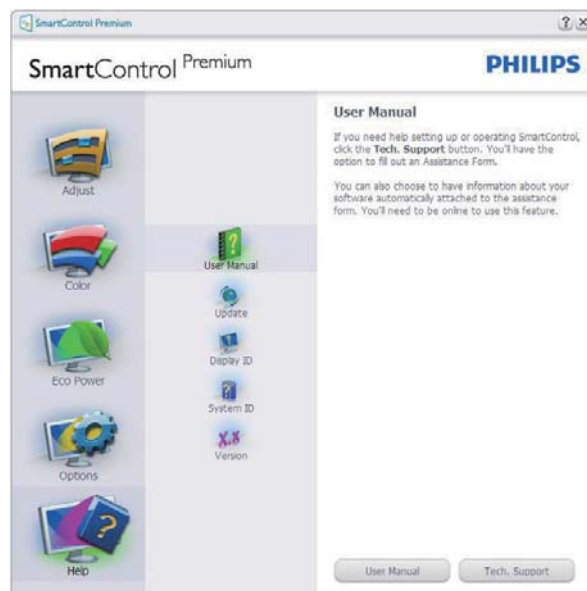 SmartControl Premium
SmartControl Premium
PHILIPS
Adjust
Color
Eco Power
Options
Help
User Manual
Update
Display ID
System ID
X.X
Version
User Manual
If you need help setting up or operating SmartControl,
click the Tech. Support button. You'll have the
option to fill out an Assistance Form.
You can also choose to have information about your
software automatically attached to the assistance
form. You'll need to be online to use this feature.
User Manual
Tech. Support